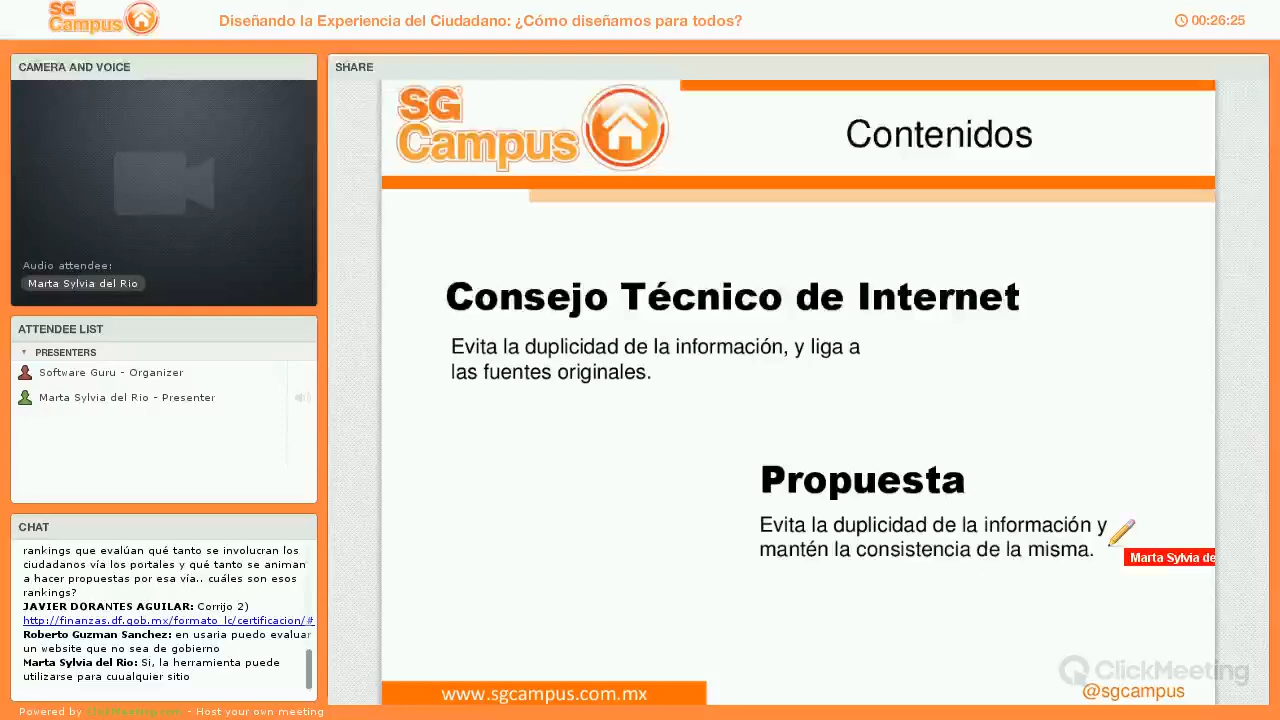 SG Campus
Diseñando la Experiencia del Ciudadano: ¿Cómo diseñamos para todos?
00:26:25
CAMERA AND VOICE
Audio attendee:
Marta Sylvia del Rio
ATTENDEE LIST
PRESENTERS
Software Guru - Organizer
Marta Sylvia del Rio - Presenter
CHAT
rankings que evalúan qué tanto se involucran los
ciudadanos vía los portales y qué tanto se animan
a hacer propuestas por esa vía.. cuáles son esos
rankings?
JAVIER DORANTES AGUILAR: Corrijo 2)
http://finanzas.df.gob.mx/formato_lc/certificacion/#
Roberto Guzman Sanchez: en usaria puedo evaluar
un website que no sea de gobierno
Marta Sylvia del Rio: Si, la herramienta puede
utilizarse para cuualquier sitio
Powered by ClickMeeting.com - Host your own meeting
SHARE
SG Campus
Contenidos
Consejo Técnico de Internet
Evita la duplicidad de la información, y liga a
las fuentes originales.
Propuesta
Evita la duplicidad de la información y
mantén la consistencia de la misma.
Marta Sylvia de
ClickMeeting
www.sgcampus.com.mx
@sgcampus